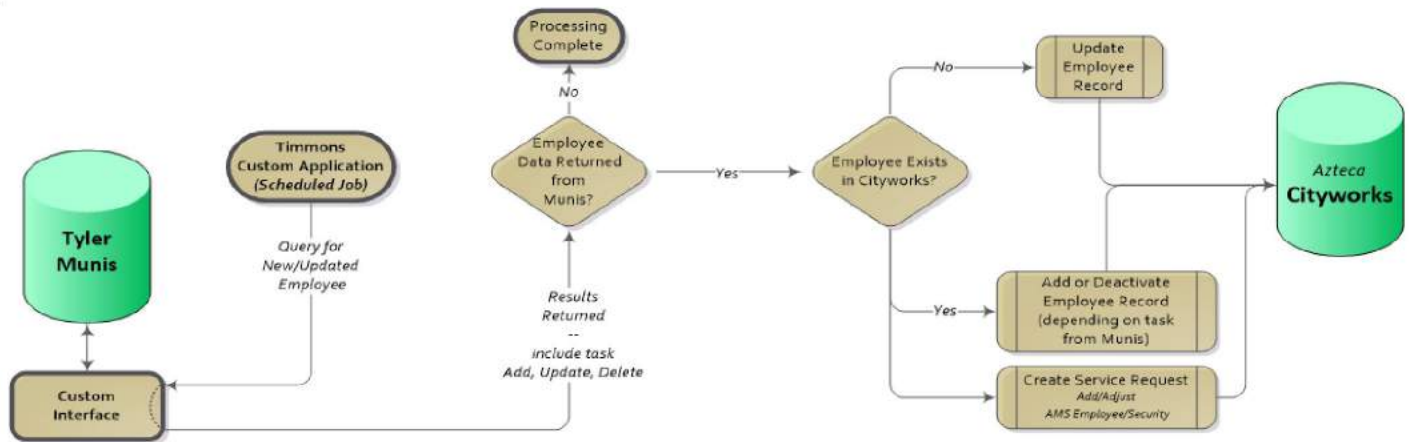 Processing
Complete
No
Timmons
Custom Application
(Scheduled Job)
Tyler
Munis
Query for
New/Updated
Employee
Custom
Interface
Results
Returned
--
include task
Add, Update, Delete
Employee
Data Returned
from
Munis?
Yes
Employee Exists
in Cityworks?
No
Update
Employee
Record
Yes
Add or Deactivate
Employee Record
(depending on task
from Munis)
Create Service Request
Add/Adjust
AMS Employee/Security
Azteca
Cityworks